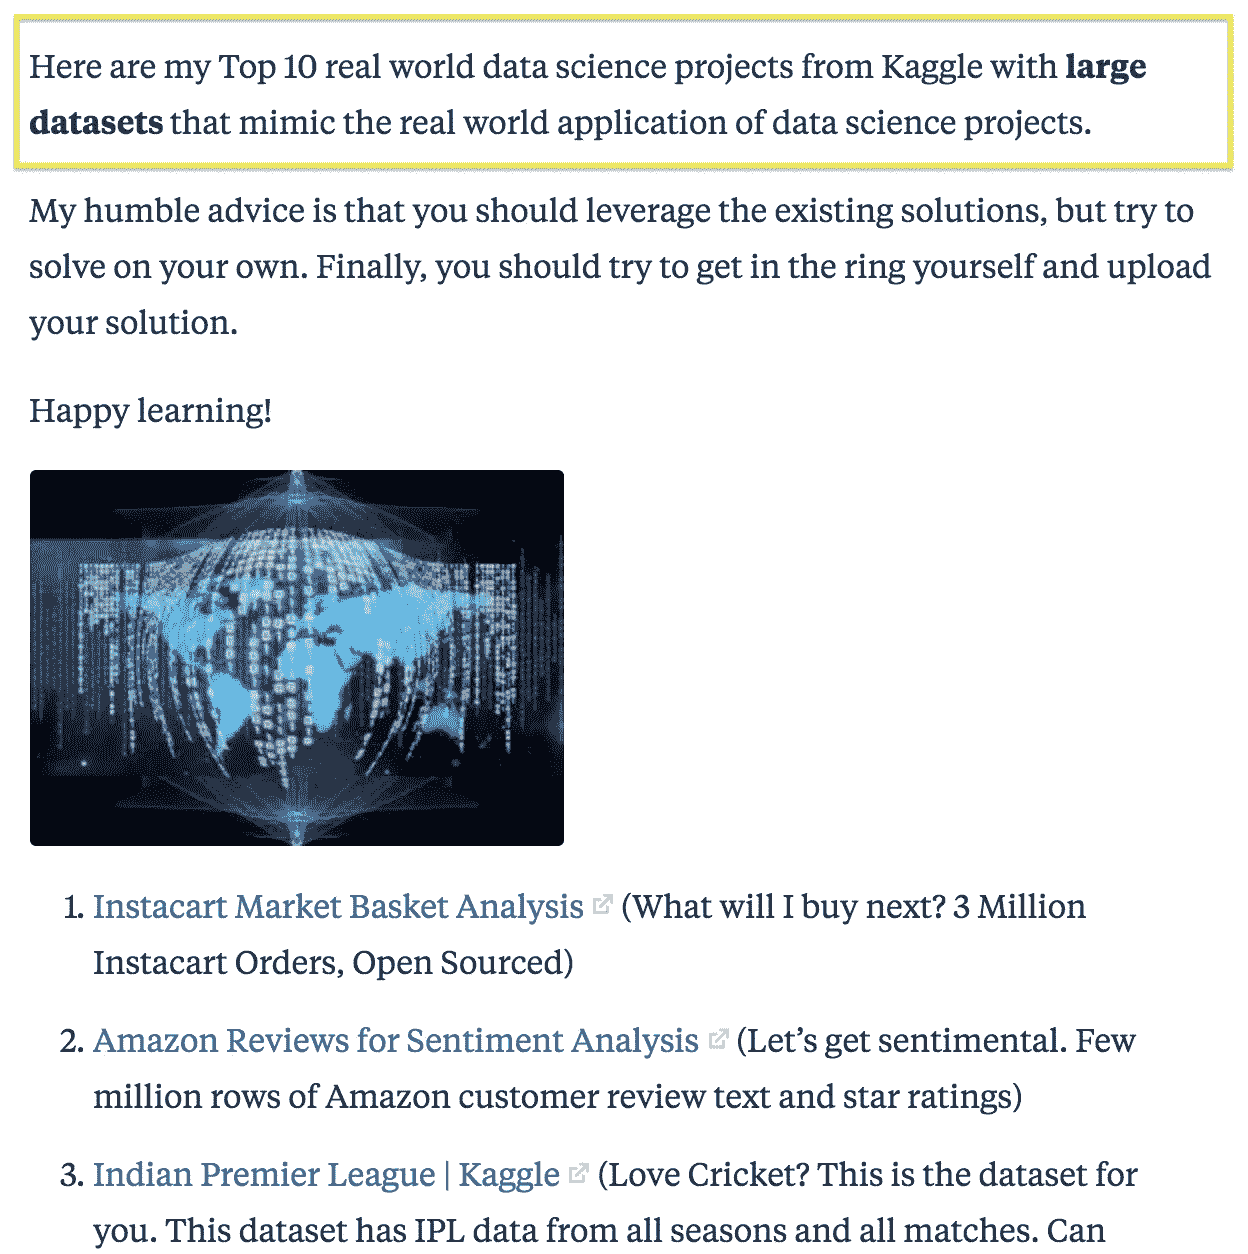 Here are my Top 10 real world data science projects from Kaggle with large
datasets that mimic the real world application of data science projects.
My humble advice is that you should leverage the existing solutions, but try to
solve on your own. Finally, you should try to get in the ring yourself and upload
your solution.
Happy learning!
1. Instacart Market Basket Analysis (What will I buy next? 3 Million
Instacart Orders, Open Sourced)
2. Amazon Reviews for Sentiment Analysis (Let’s get sentimental. Few
million rows of Amazon customer review text and star ratings)
3. Indian Premier League | Kaggle (Love Cricket? This is the dataset for
you. This dataset has IPL data from all seasons and all matches. Can